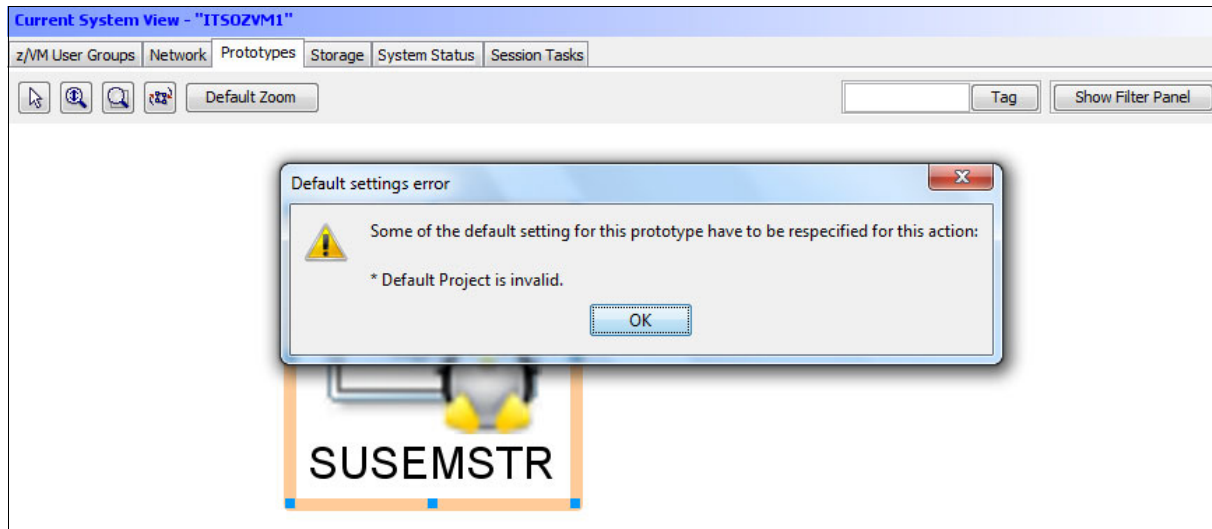 Current System View - "ITSOZVM1"
z/VM User Groups Network Prototypes Storage System Status Session Tasks
Default Zoom Tag Show Filter Panel
Default settings error
Some of the default setting for this prototype have to be respecified for this action:
* Default Project is invalid.
OK
SUSEMSTR